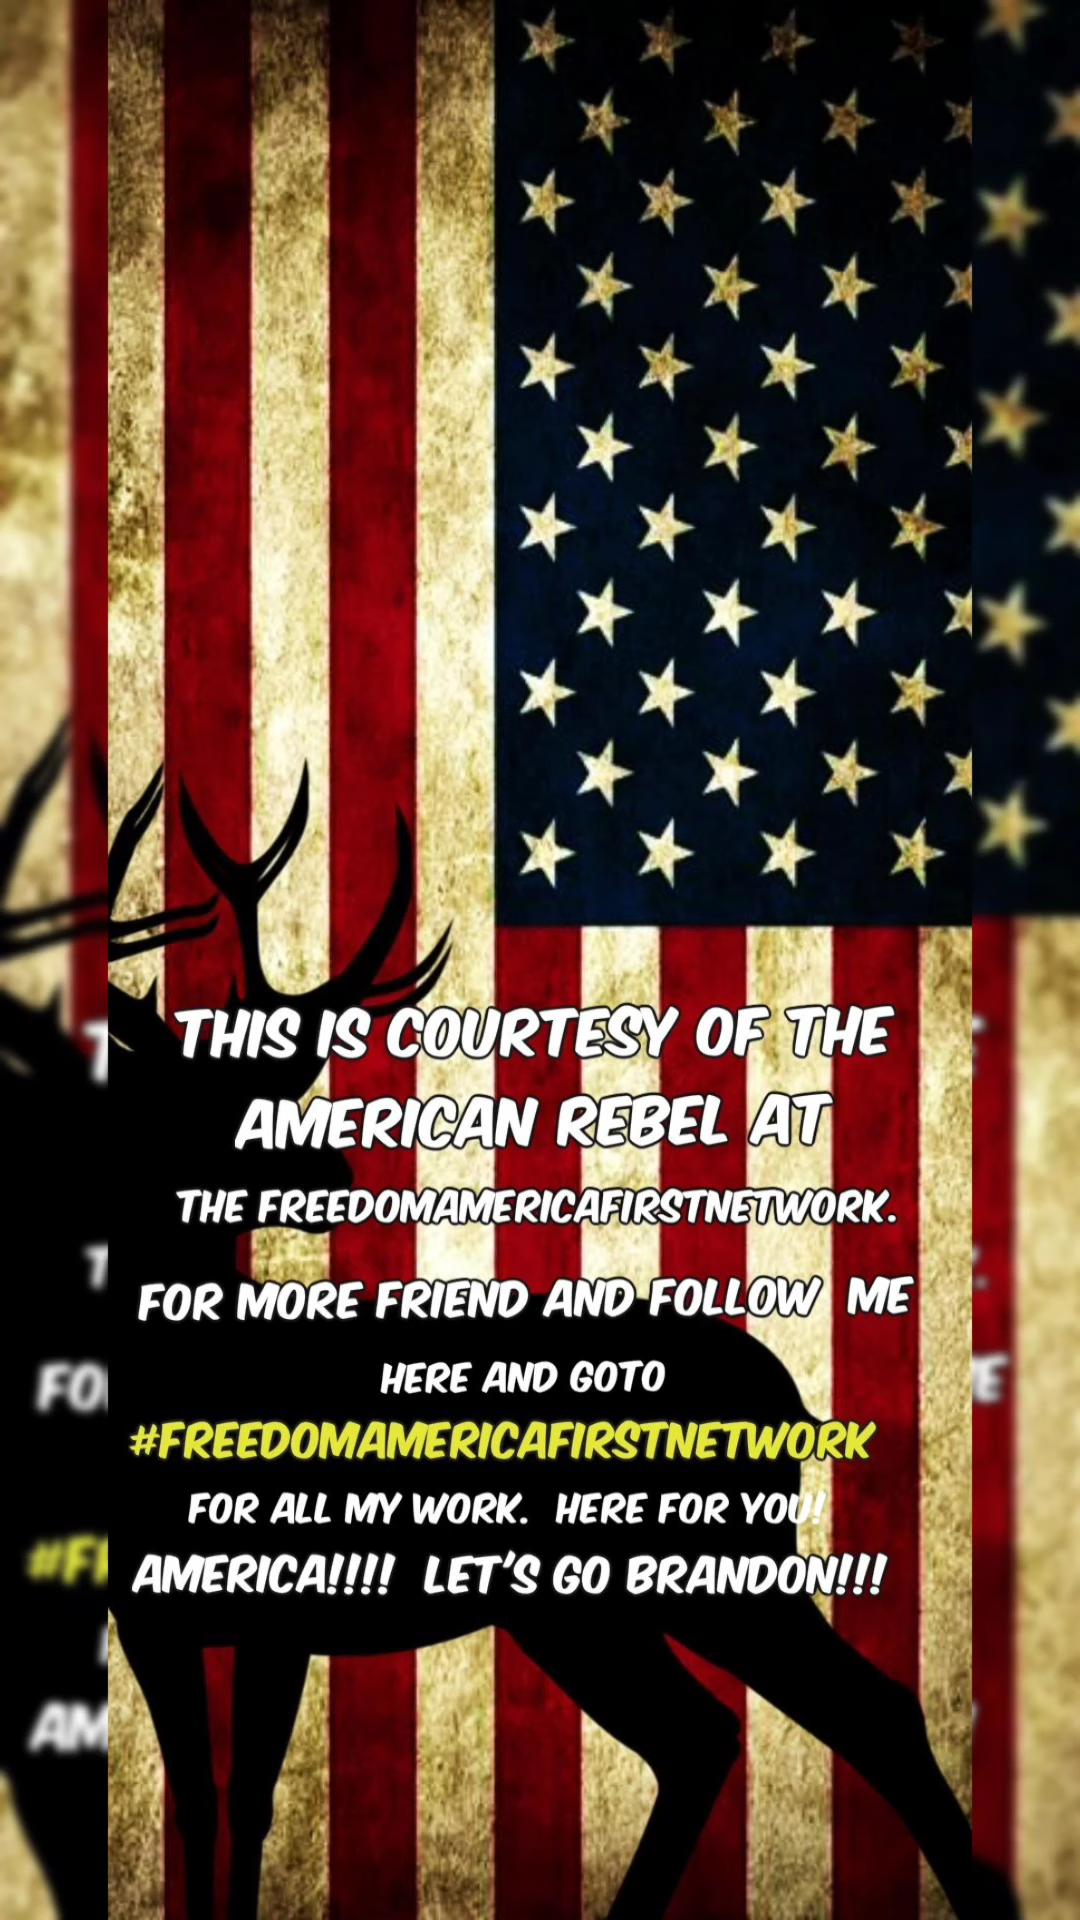 THIS IS COURTESY OF THE
AMERICAN REBEL AT
THE FREEDOMAMERICAFIRSTNETWORK.
FOR MORE FRIEND AND FOLLOW ME
HERE AND GOTO
#FREEDOMAMERICAFIRSTNETWORK
FOR ALL MY WORK. HERE FOR YOU!
AMERICA!!!! LET'S GO BRANDON!!!